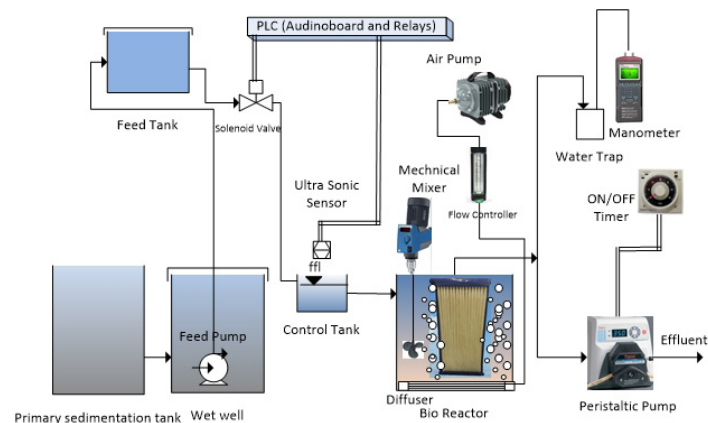 PLC (Audinoboard and Relays)
Air Pump
Feed Tank
Solenoid Valve
Manometer
Water Trap
Mechnical
Mixer
Ultra Sonic
Sensor
ON/OFF
Timer
Flow Controller
ffl
Control Tank
Feed Pump
Effluent
Diffuser
Bio Reactor
Peristaltic Pump
Primary sedimentation tank
Wet well